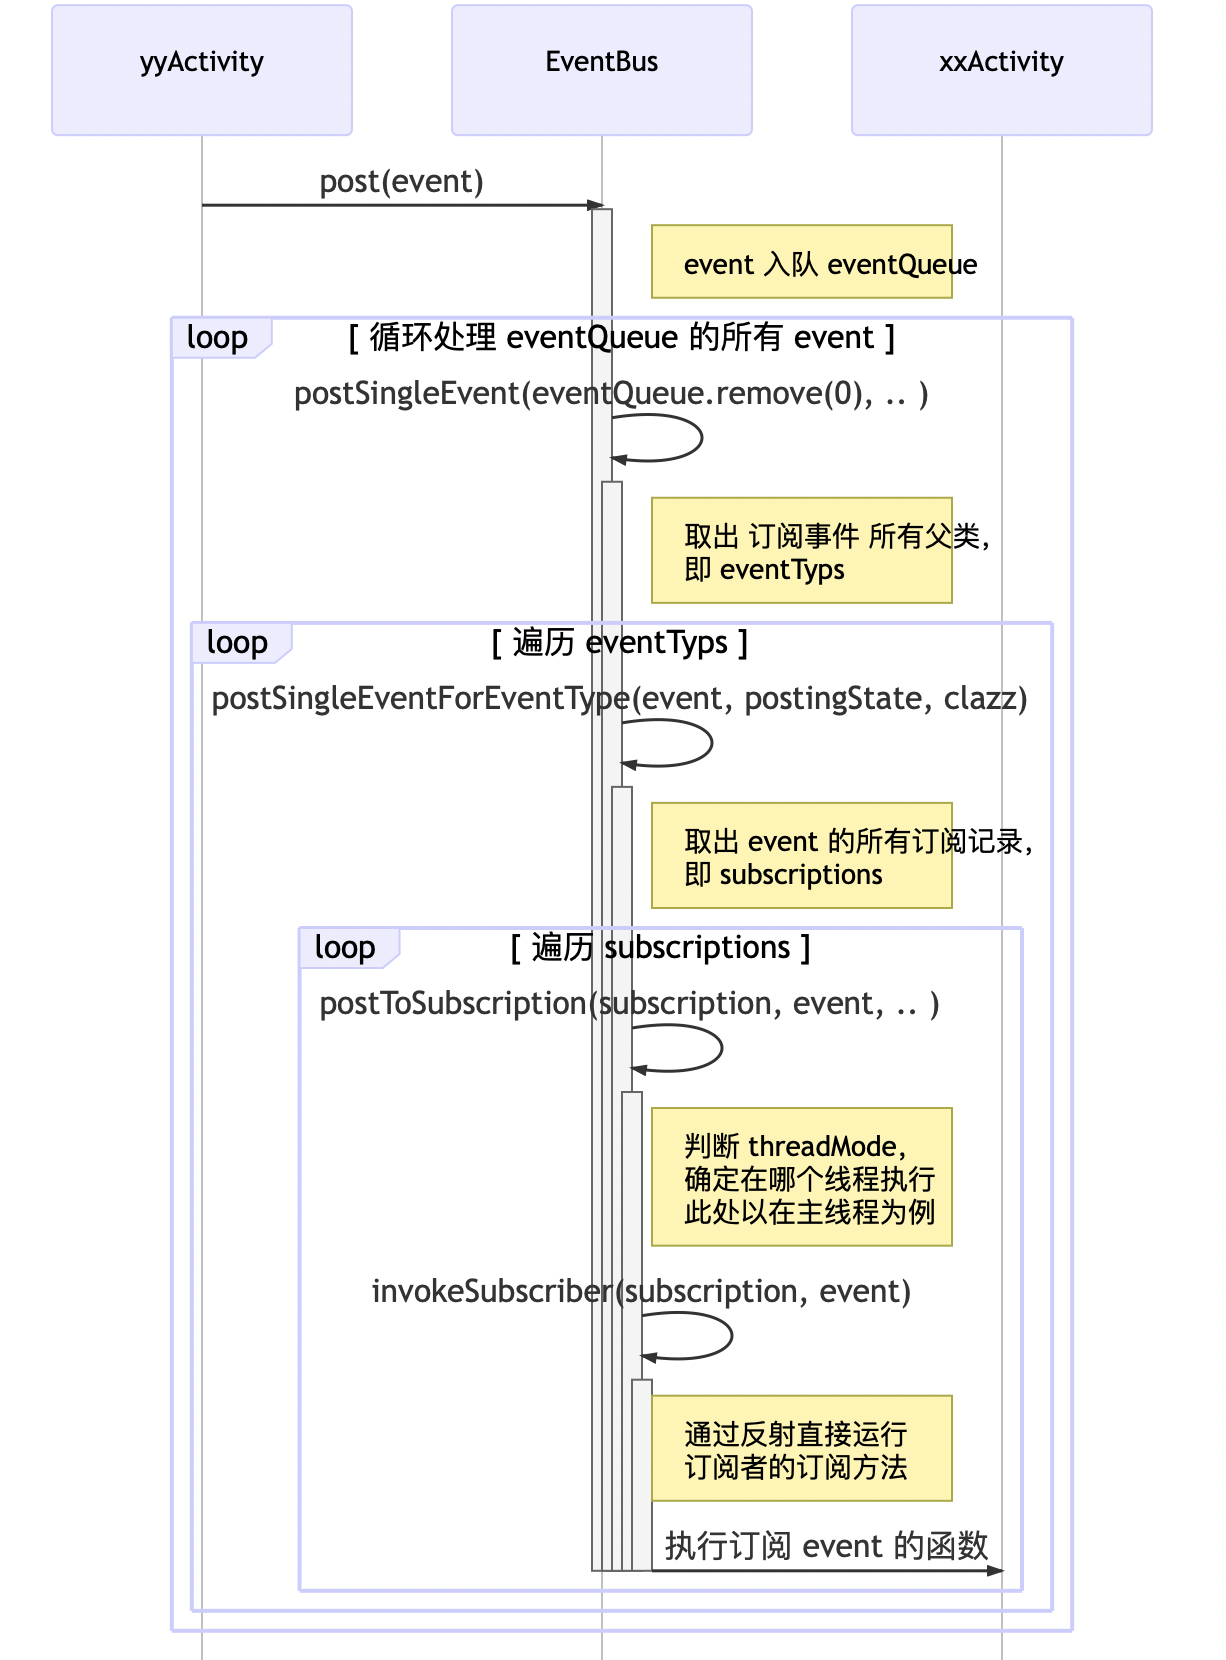 yyActivity
EventBus
xxActivity
post(event)
event 入队 eventQueue
loop
[ 循环处理 eventQueue 的所有 event ]
postSingleEvent(eventQueue.remove(0), .. )
取出 订阅事件 所有父类,
即 eventTyps
loop
[ 遍历 eventTyps ]
postSingleEventForEventType(event, postingState, clazz)
取出 event 的所有订阅记录,
即 subscriptions
loop
[ 遍历 subscriptions ]
postToSubscription(subscription, event, .. )
判断 threadMode,
确定在哪个线程执行
此处以在主线程为例
invokeSubscriber(subscription, event)
通过反射直接运行
订阅者的订阅方法
执行订阅 event 的函数